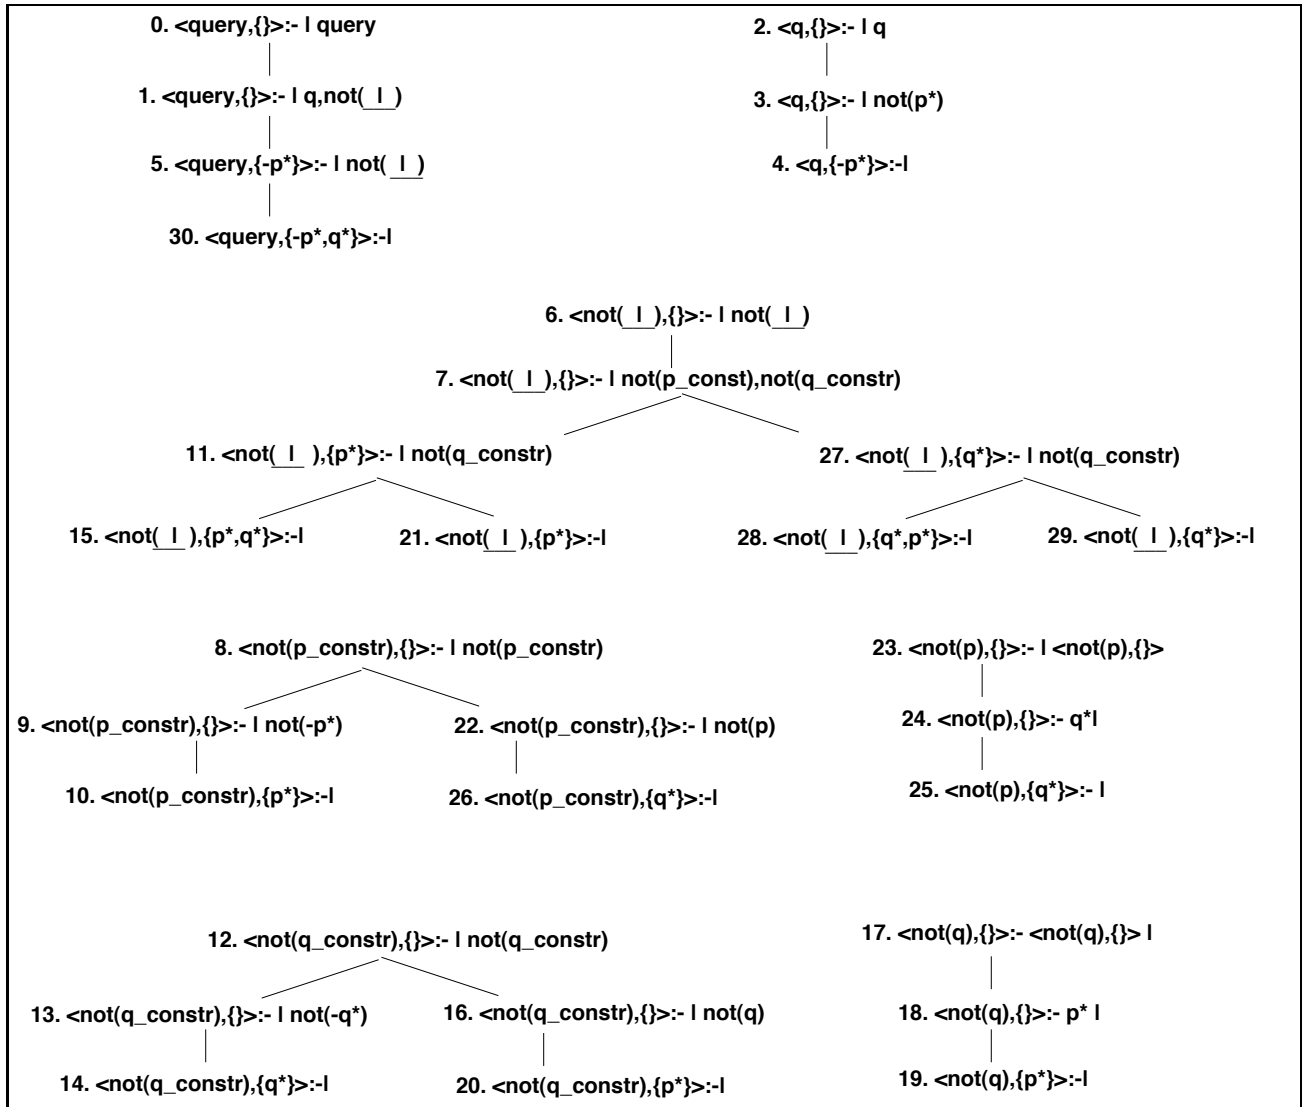 0. <query,{}>:- | query
2. <q,{}>:- | q
1. <query,{}>:- | q,not(_|_)
3. <q,{}>:- | not(p*)
5. <query,{-p*}>:- | not(_|_)
4. <q,{-p*}>:-|
30. <query,{-p*,q*}>:-|
6. <not(_|_),{}>:- | not(_|_)
7. <not(_|_),{}>:- | not(p_const),not(q_constr)
11. <not(_|_),{p*}>:- | not(q_constr)
27. <not(_|_),{q*}>:- | not(q_constr)
15. <not(_|_),{p*,q*}>:-|
21. <not(_|_),{p*}>:-|
28. <not(_|_),{q*,p*}>:-|
29. <not(_|_),{q*}>:-|
8. <not(p_constr),{}>:- | not(p_constr)
23. <not(p),{}>:- | <not(p),{}>
9. <not(p_constr),{}>:- | not(-p*)
22. <not(p_constr),{}>:- | not(p)
24. <not(p),{}>:- q*|
10. <not(p_constr),{p*}>:-|
26. <not(p_constr),{q*}>:-|
25. <not(p),{q*}>:- |
12. <not(q_constr),{}>:- | not(q_constr)
17. <not(q),{}>:- <not(q),{}> |
13. <not(q_constr),{}>:- | not(-q*)
16. <not(q_constr),{}>:- | not(q)
18. <not(q),{}>:- p* |
14. <not(q_constr),{q*}>:-|
20. <not(q_constr),{p*}>:-|
19. <not(q),{p*}>:-|